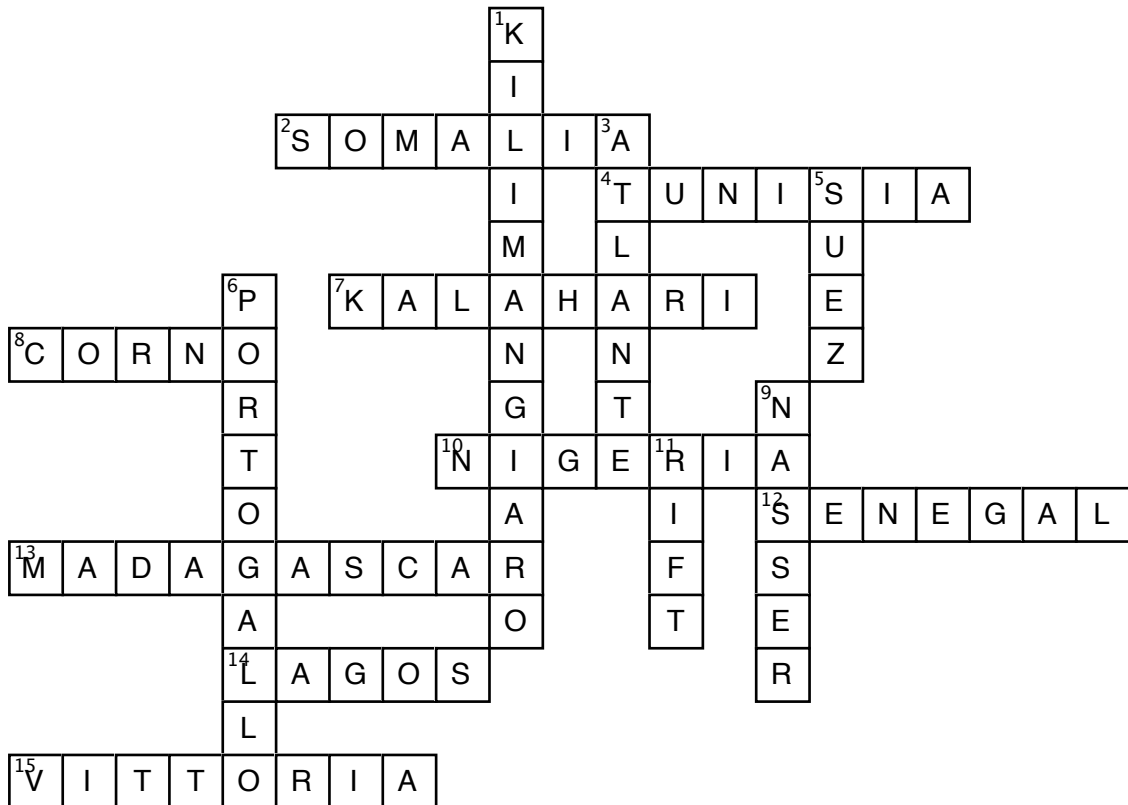 1 K
I
2 S O M A L I 3 A
I 4 T U N I 5 S I A
M L U
6 P 7 K A L A H A R I E
8 C O R N O N N Z
R G T 9 N
T 10 N I G E 11 R I A
O A I 12 S E N E G A L
13 M A D A G A S C A R F S
A O T E
14 L A G O S R
L
15 V I T T O R I A